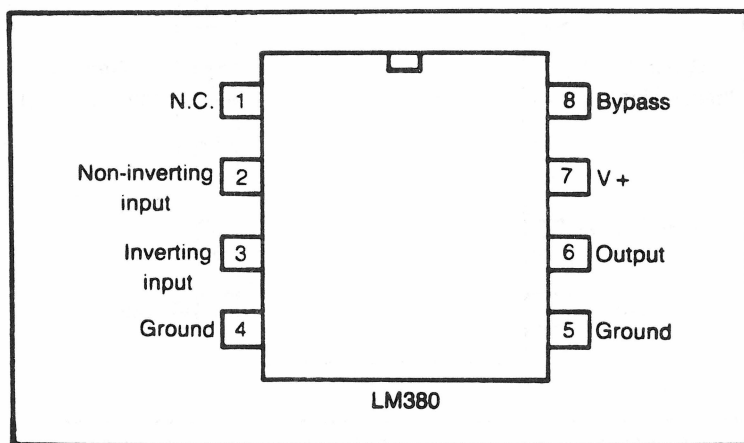 N.C. 1
8 Bypass
Non-inverting
input
2
7 V +
Inverting
input
3
6 Output
Ground 4
5 Ground
LM380